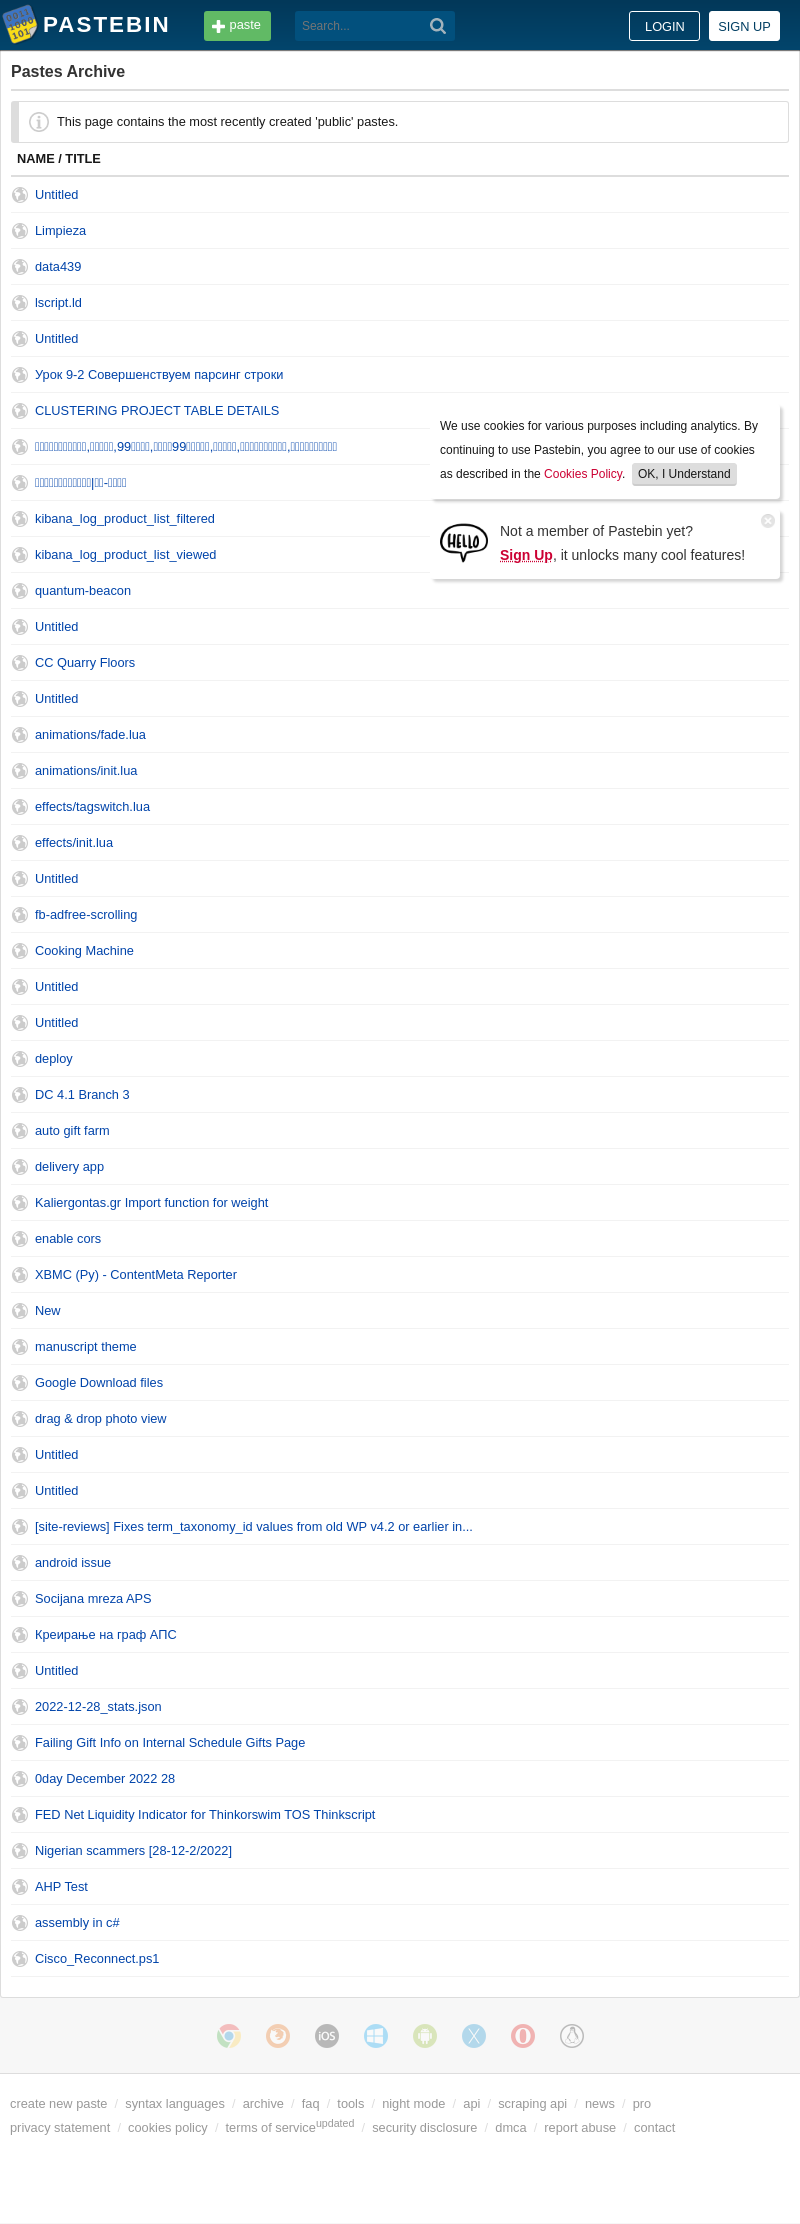 PASTEBIN
paste
Search...
LOGIN
SIGN UP
Pastes Archive
This page contains the most recently created 'public' pastes.
NAME / TITLE
Untitled
Limpieza
data439
lscript.ld
Untitled
Урок 9-2 Совершенствуем парсинг строки
CLUSTERING PROJECT TABLE DETAILS
kibana_log_product_list_filtered
kibana_log_product_list_viewed
quantum-beacon
Untitled
CC Quarry Floors
Untitled
animations/fade.lua
animations/init.lua
effects/tagswitch.lua
effects/init.lua
Untitled
fb-adfree-scrolling
Cooking Machine
Untitled
Untitled
deploy
DC 4.1 Branch 3
auto gift farm
delivery app
Kaliergontas.gr Import function for weight
enable cors
XBMC (Py) - ContentMeta Reporter
New
manuscript theme
Google Download files
drag & drop photo view
Untitled
Untitled
[site-reviews] Fixes term_taxonomy_id values from old WP v4.2 or earlier in...
android issue
Socijana mreza APS
Креирање на граф АПС
Untitled
2022-12-28_stats.json
Failing Gift Info on Internal Schedule Gifts Page
0day December 2022 28
FED Net Liquidity Indicator for Thinkorswim TOS Thinkscript
Nigerian scammers [28-12-2/2022]
AHP Test
assembly in c#
Cisco_Reconnect.ps1
We use cookies for various purposes including analytics. By
continuing to use Pastebin, you agree to our use of cookies
as described in the Cookies Policy. OK, I Understand
HELLO
Not a member of Pastebin yet?
Sign Up, it unlocks many cool features!
iOS
create new paste / syntax languages / archive / faq / tools / night mode / api / scraping api / news / pro
privacy statement / cookies policy / terms of service updated / security disclosure / dmca / report abuse / contact